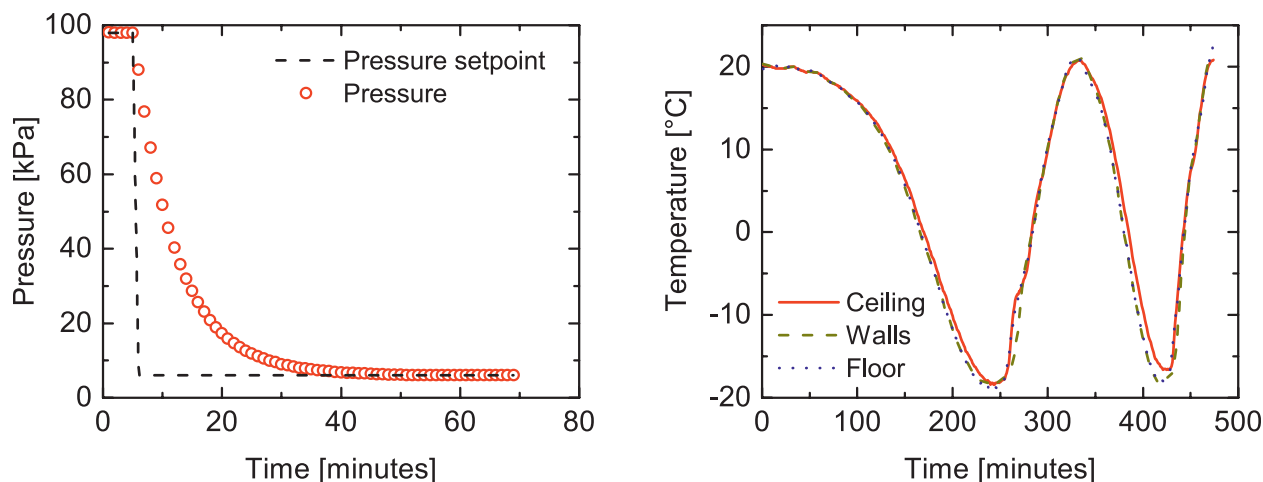 100
80
60
40
20
0
0
20
40
60
80
Pressure [kPa]
Time [minutes]
Pressure setpoint
Pressure
20
10
0
-10
-20
0
100
200
300
400
500
Temperature [°C]
Time [minutes]
Ceiling
Walls
Floor